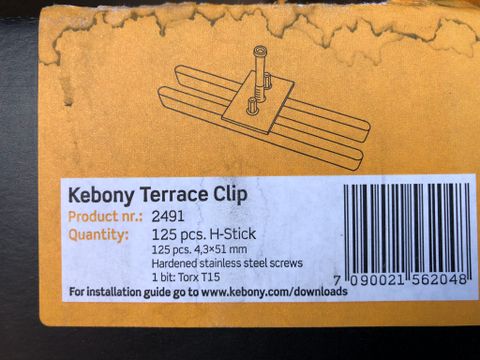 Kebony Terrace Clip
Product nr.: 2491
Quantity: 125 pcs. H-Stick
125 pcs. 4,3×51 mm
Hardened stainless steel screws
1 bit: Torx T15
For installation guide go to www.kebony.com/downloads
7 090021 562048